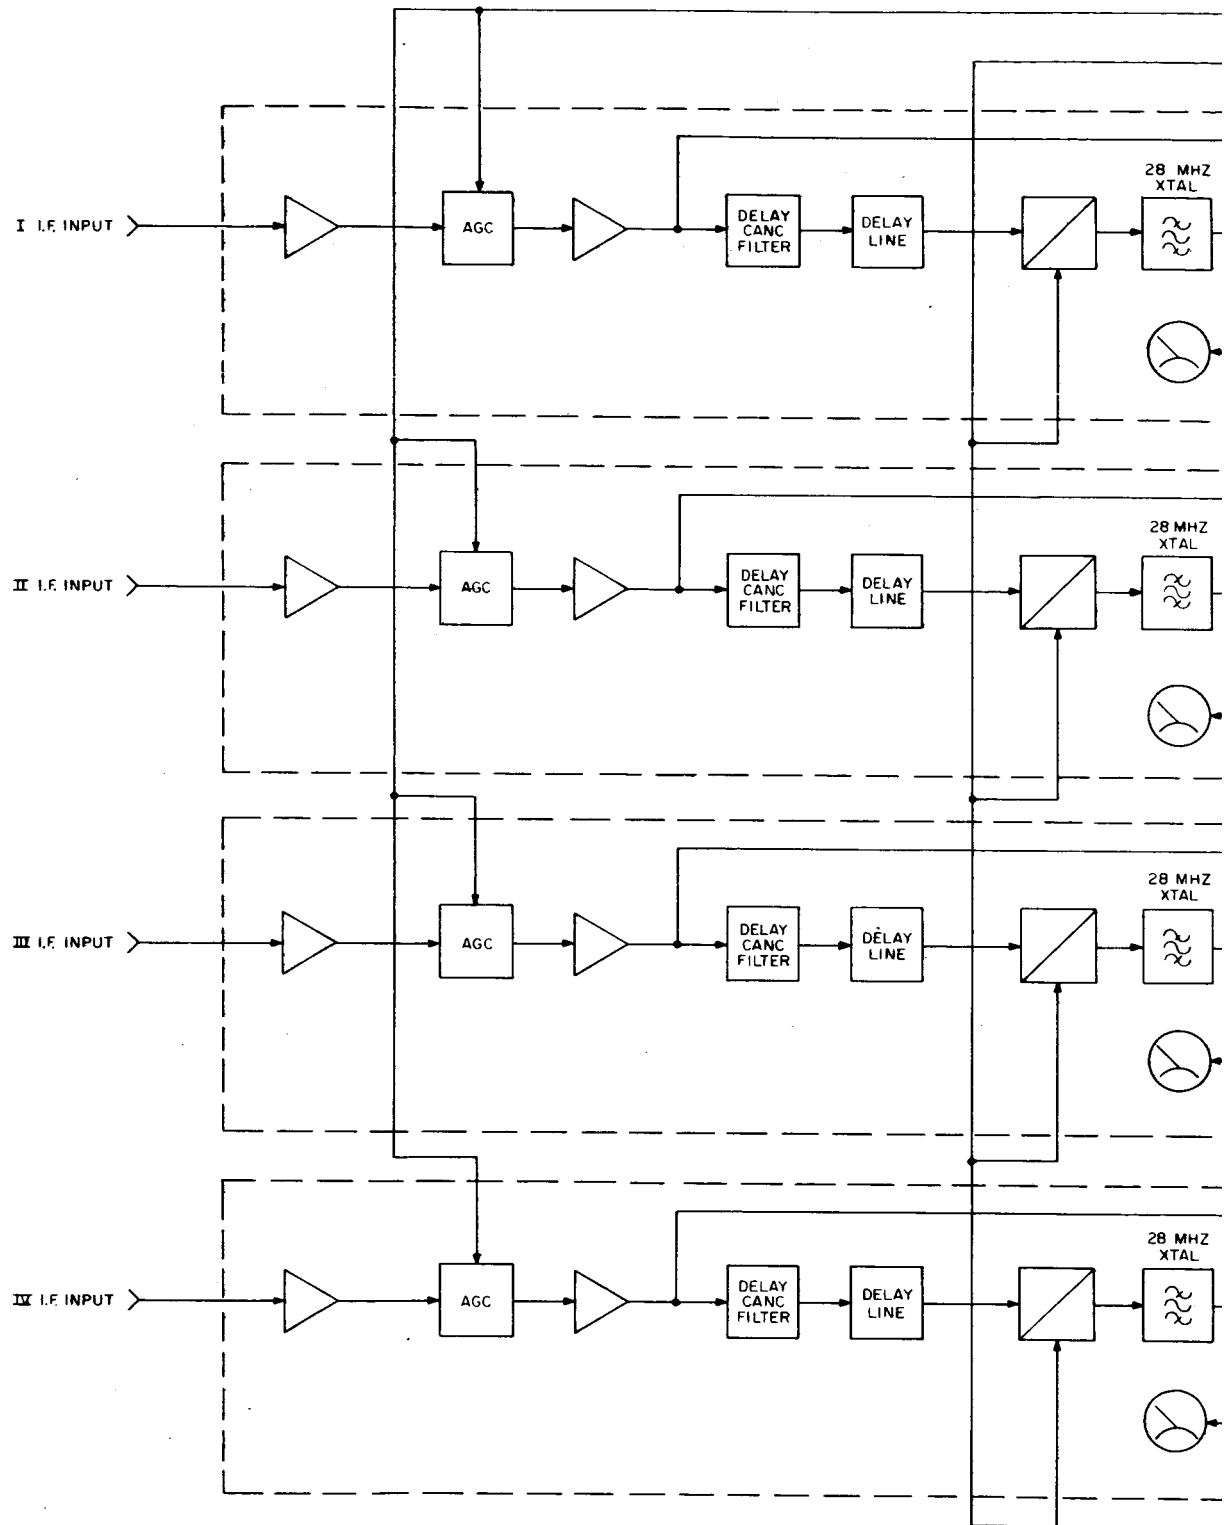 28 MHZ
XTAL
I I.F. INPUT
AGC
DELAY
CANC
FILTER
DELAY
LINE
28 MHZ
XTAL
II I.F. INPUT
AGC
DELAY
CANC
FILTER
DELAY
LINE
28 MHZ
XTAL
III I.F. INPUT
AGC
DELAY
CANC
FILTER
DELAY
LINE
28 MHZ
XTAL
IV I.F. INPUT
AGC
DELAY
CANC
FILTER
DELAY
LINE